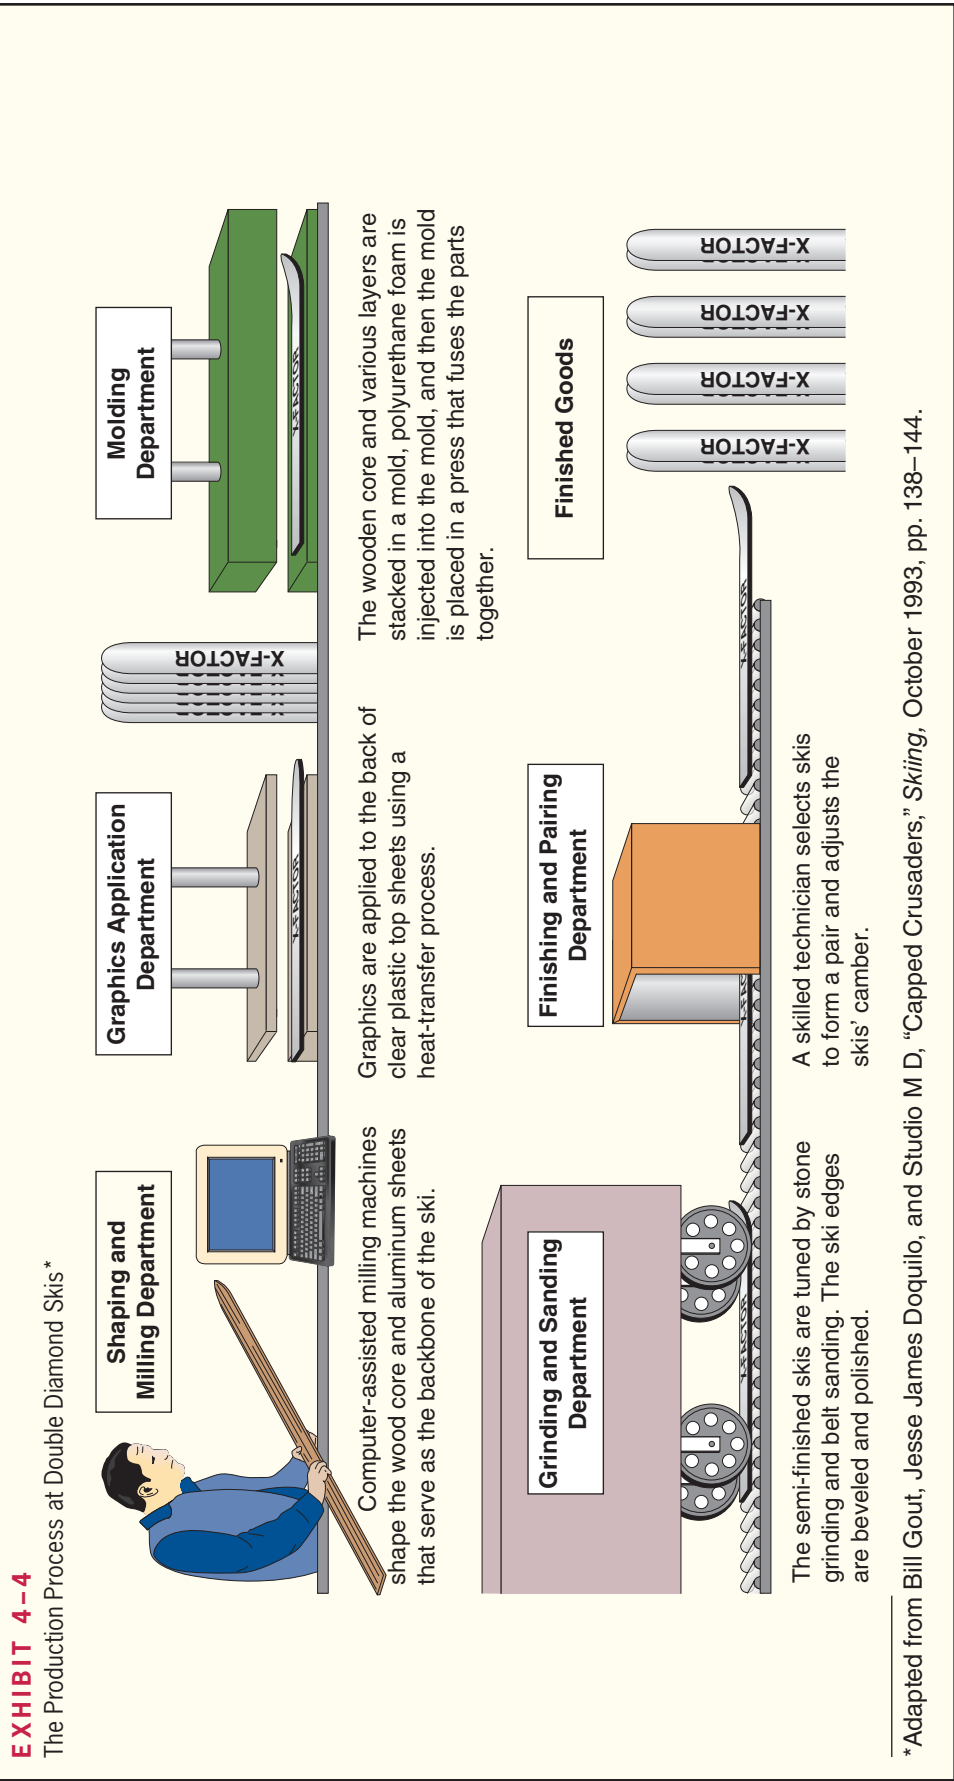 EXHIBIT 4–4
The Production Process at Double Diamond Skis*
Shaping and
Milling Department
Graphics Application
Department
Molding
Department
X-FACTOR
X-FACTOR
X-FACTOR
Computer-assisted milling machines
shape the wood core and aluminum sheets
that serve as the backbone of the ski.
Graphics are applied to the back of
clear plastic top sheets using a
heat-transfer process.
The wooden core and various layers are
stacked in a mold, polyurethane foam is
injected into the mold, and then the mold
is placed in a press that fuses the parts
together.
Grinding and Sanding
Department
Finishing and Pairing
Department
Finished Goods
X-FACTOR
X-FACTOR
X-FACTOR
X-FACTOR
X-FACTOR
X-FACTOR
The semi-finished skis are tuned by stone
grinding and belt sanding. The ski edges
are beveled and polished.
A skilled technician selects skis
to form a pair and adjusts the
skis’ camber.
*Adapted from Bill Gout, Jesse James Doquilo, and Studio M D, “Capped Crusaders,” Skiing, October 1993, pp. 138–144.